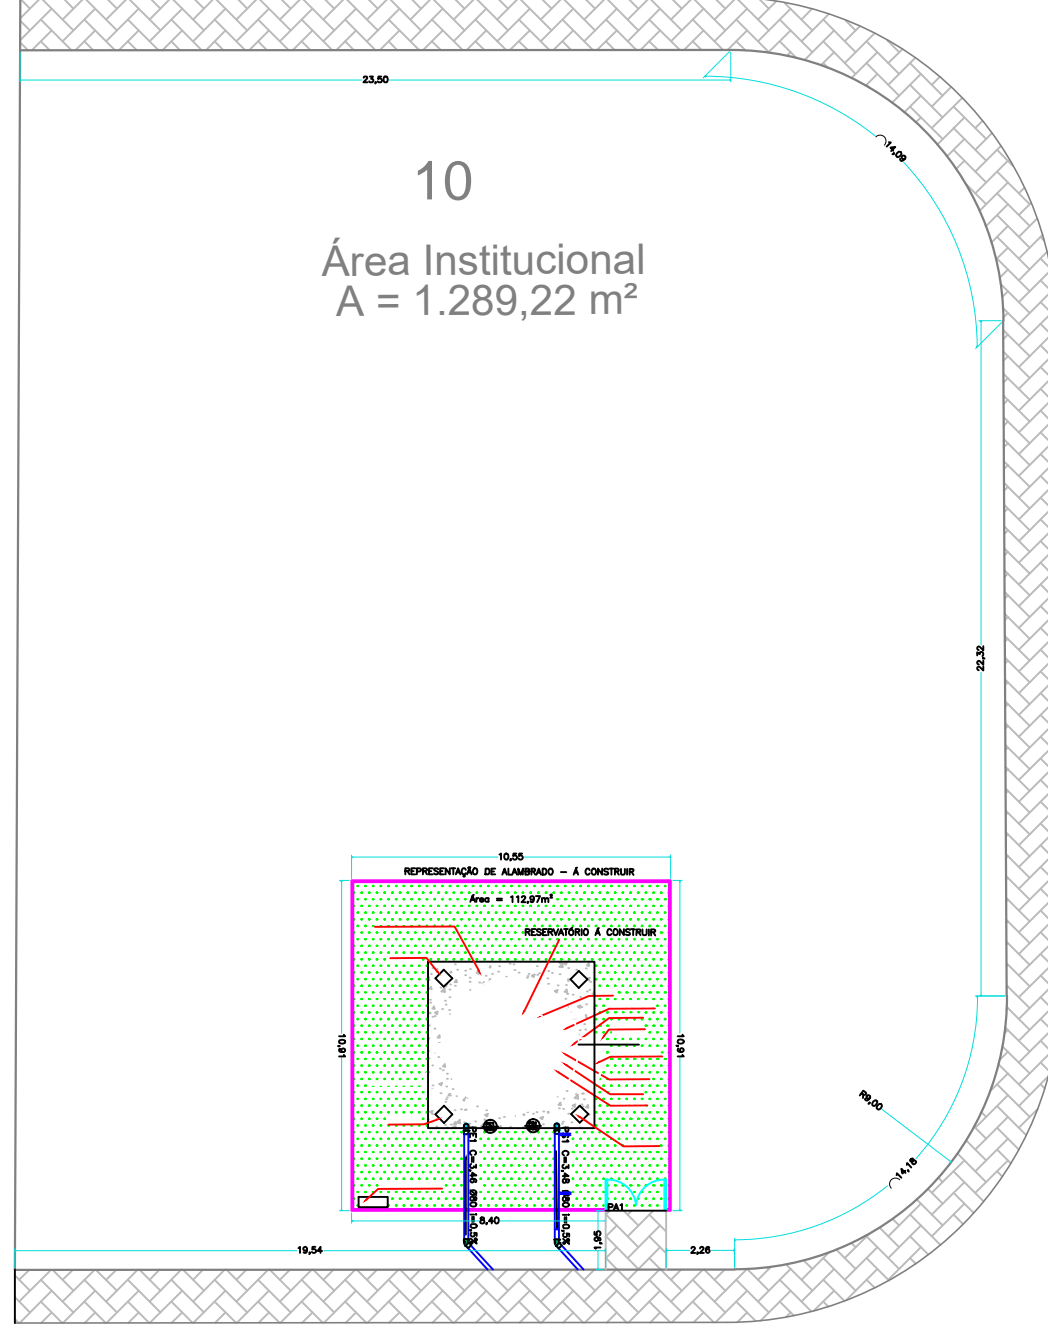 23,50
14,09
10
Área Institucional
A = 1.289,22 m²
22,32
10,55
REPRESENTAÇÃO DE ALAMBRADO - Á CONSTRUIR
Área = 112,97m²
RESERVATÓRIO Á CONSTRUIR
10,91
10,91
R9,00
14,18
PA1
8,40
1,95
19,54
2,26